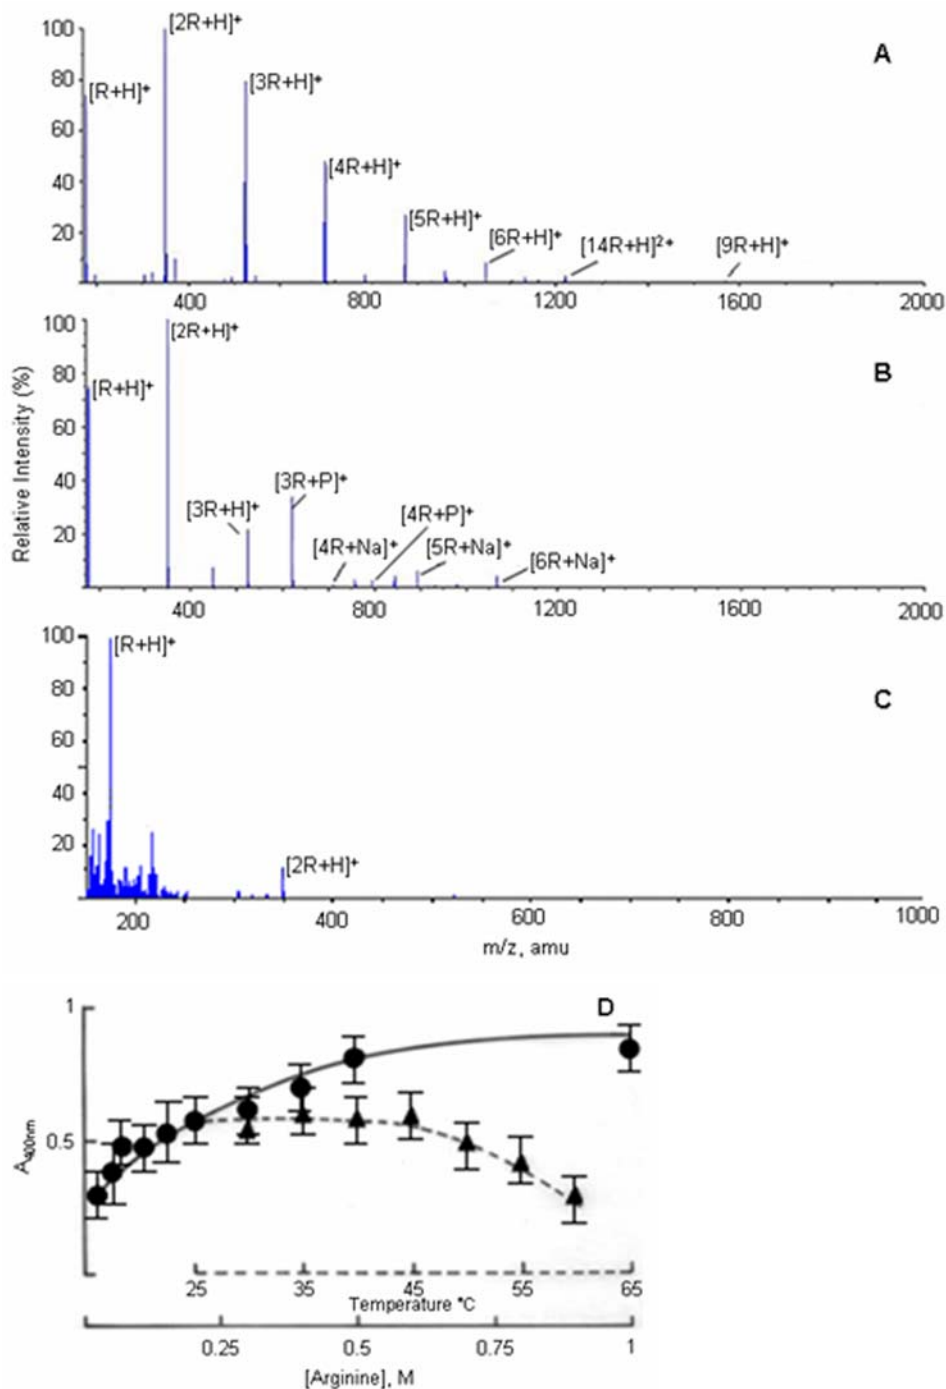 100
80
60
40
20
[R+H]+
[2R+H]+
[3R+H]+
[4R+H]+
[5R+H]+
[6R+H]+
[14R+H]2+
[9R+H]+
A
400 800 1200 1600 2000
Relative Intensity (%)
100
80
60
40
20
[R+H]+
[2R+H]+
[3R+H]+
[3R+P]+
[4R+Na]+
[4R+P]+
[5R+Na]+
[6R+Na]+
B
400 800 1200 1600 2000
100
80
60
40
20
[R+H]+
[2R+H]+
C
200 400 600 800 1000
m/z, amu
D
1
0.5
A400nm
25 35 45 55 65
Temperature °C
0.25 0.5 0.75 1
[Arginine], M